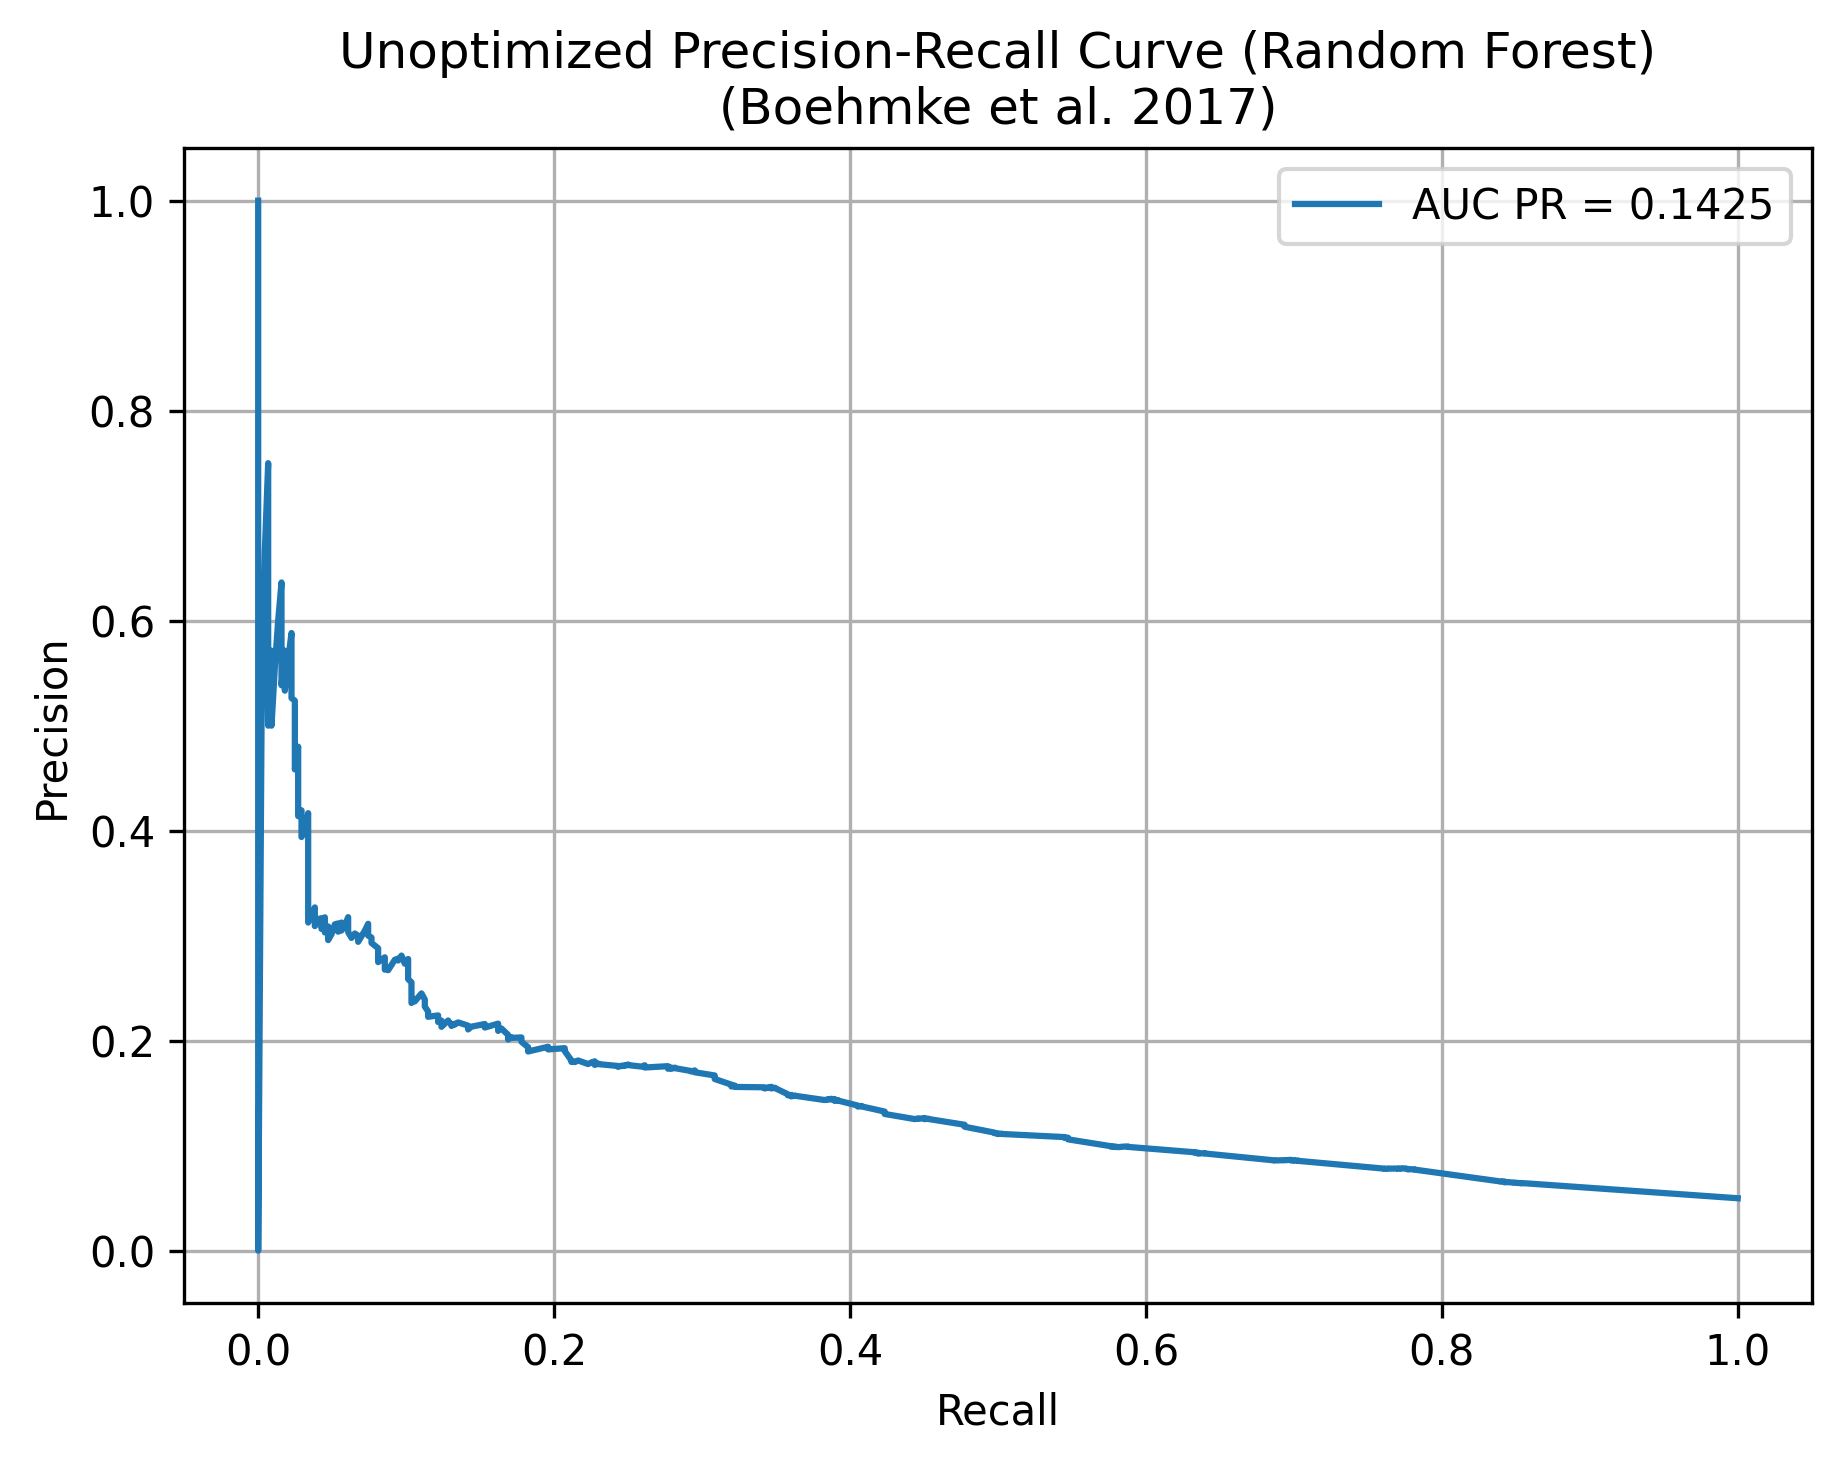 Unoptimized Precision-Recall Curve (Random Forest)
(Boehmke et al. 2017)
AUC PR = 0.1425
1.0
0.8
0.6
0.4
0.2
0.0
Precision
0.0 0.2 0.4 0.6 0.8 1.0
Recall